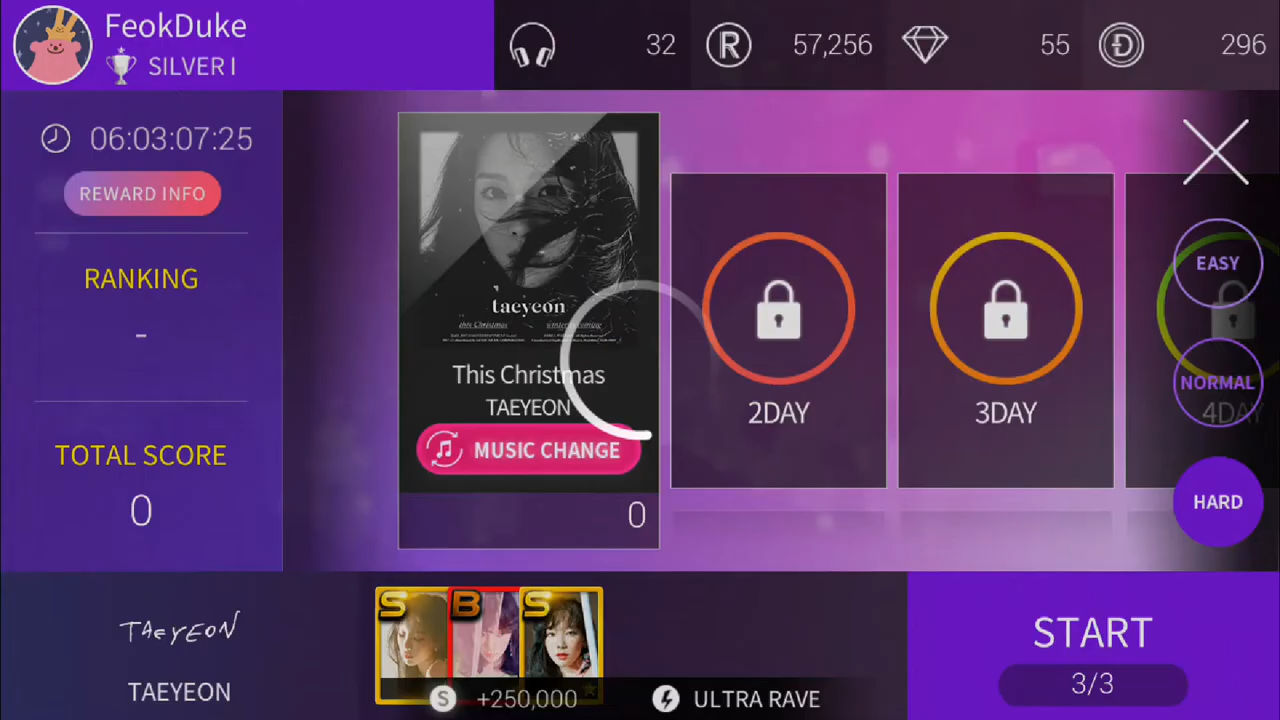 FeokDuke
SILVER I
32
R
57,256
55
Đ
296
06:03:07:25
REWARD INFO
RANKING
-
TOTAL SCORE
0
taeyeon
this Christmas
This Christmas
TAEYEON
MUSIC CHANGE
0
2DAY
3DAY
4DAY
EASY
NORMAL
HARD
TAEYEON
TAEYEON
S
B
S
S +250,000
ULTRA RAVE
START
3/3